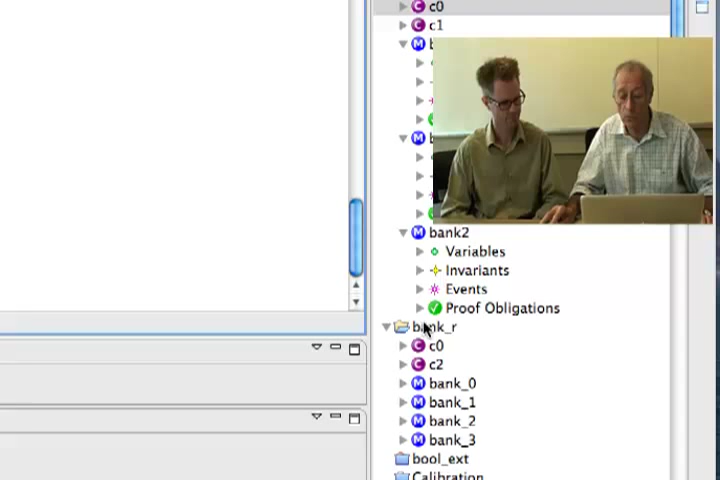 c0
c1
b
b
bank2
Variables
Invariants
Events
Proof Obligations
bank_r
c0
c2
bank_0
bank_1
bank_2
bank_3
bool_ext
Calibration